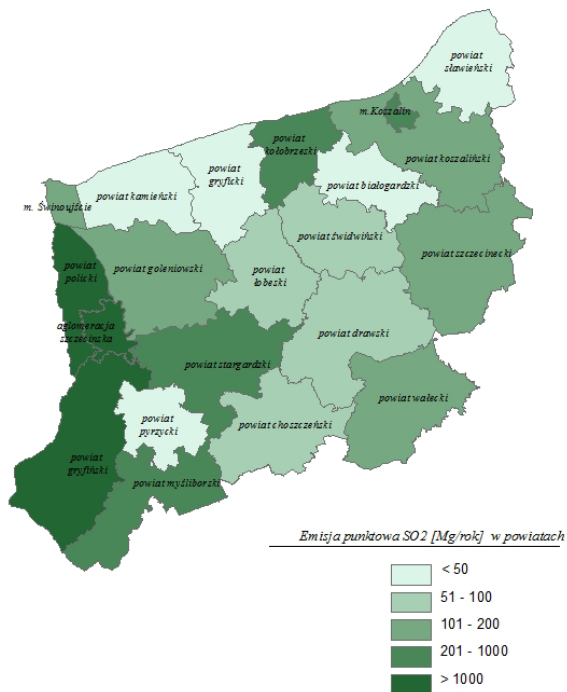 powiat
sławieński
m.Koszalin
powiat
kołobrzeski
powiat koszaliński
powiat
gryficki
powiat białogardzki
powiat kamieński
m. Świnoujście
powiat świdwiński
powiat szczecinecki
powiat
policki
powiat goleniowski
powiat
łobeski
aglomeracja
szczecinska
powiat drawski
powiat stargardzki
powiat wałecki
powiat
pyrzycki
powiat choszczeński
powiat
gryfiński
powiat myśliborski
Emisja punktowa SO2 [Mg/rok] w powiatach
< 50
51 - 100
101 - 200
201 - 1000
> 1000